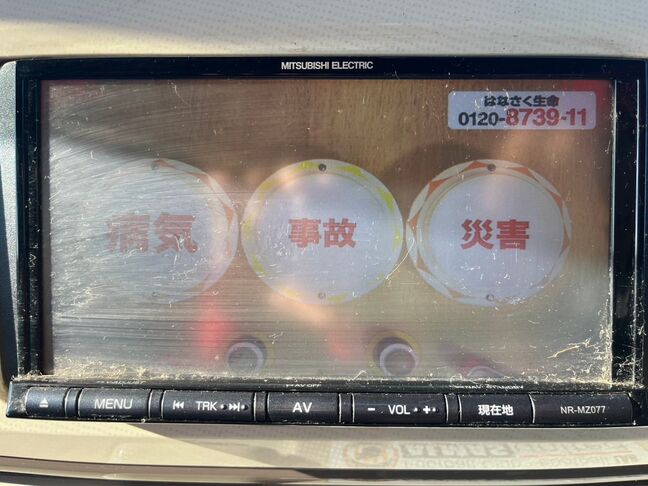 MITSUBISHI ELECTRIC
はなさく生命
0120-8739-11
病気
事故
災害
MENU
TRK
AV
- VOL +
現在地
NR-MZ077